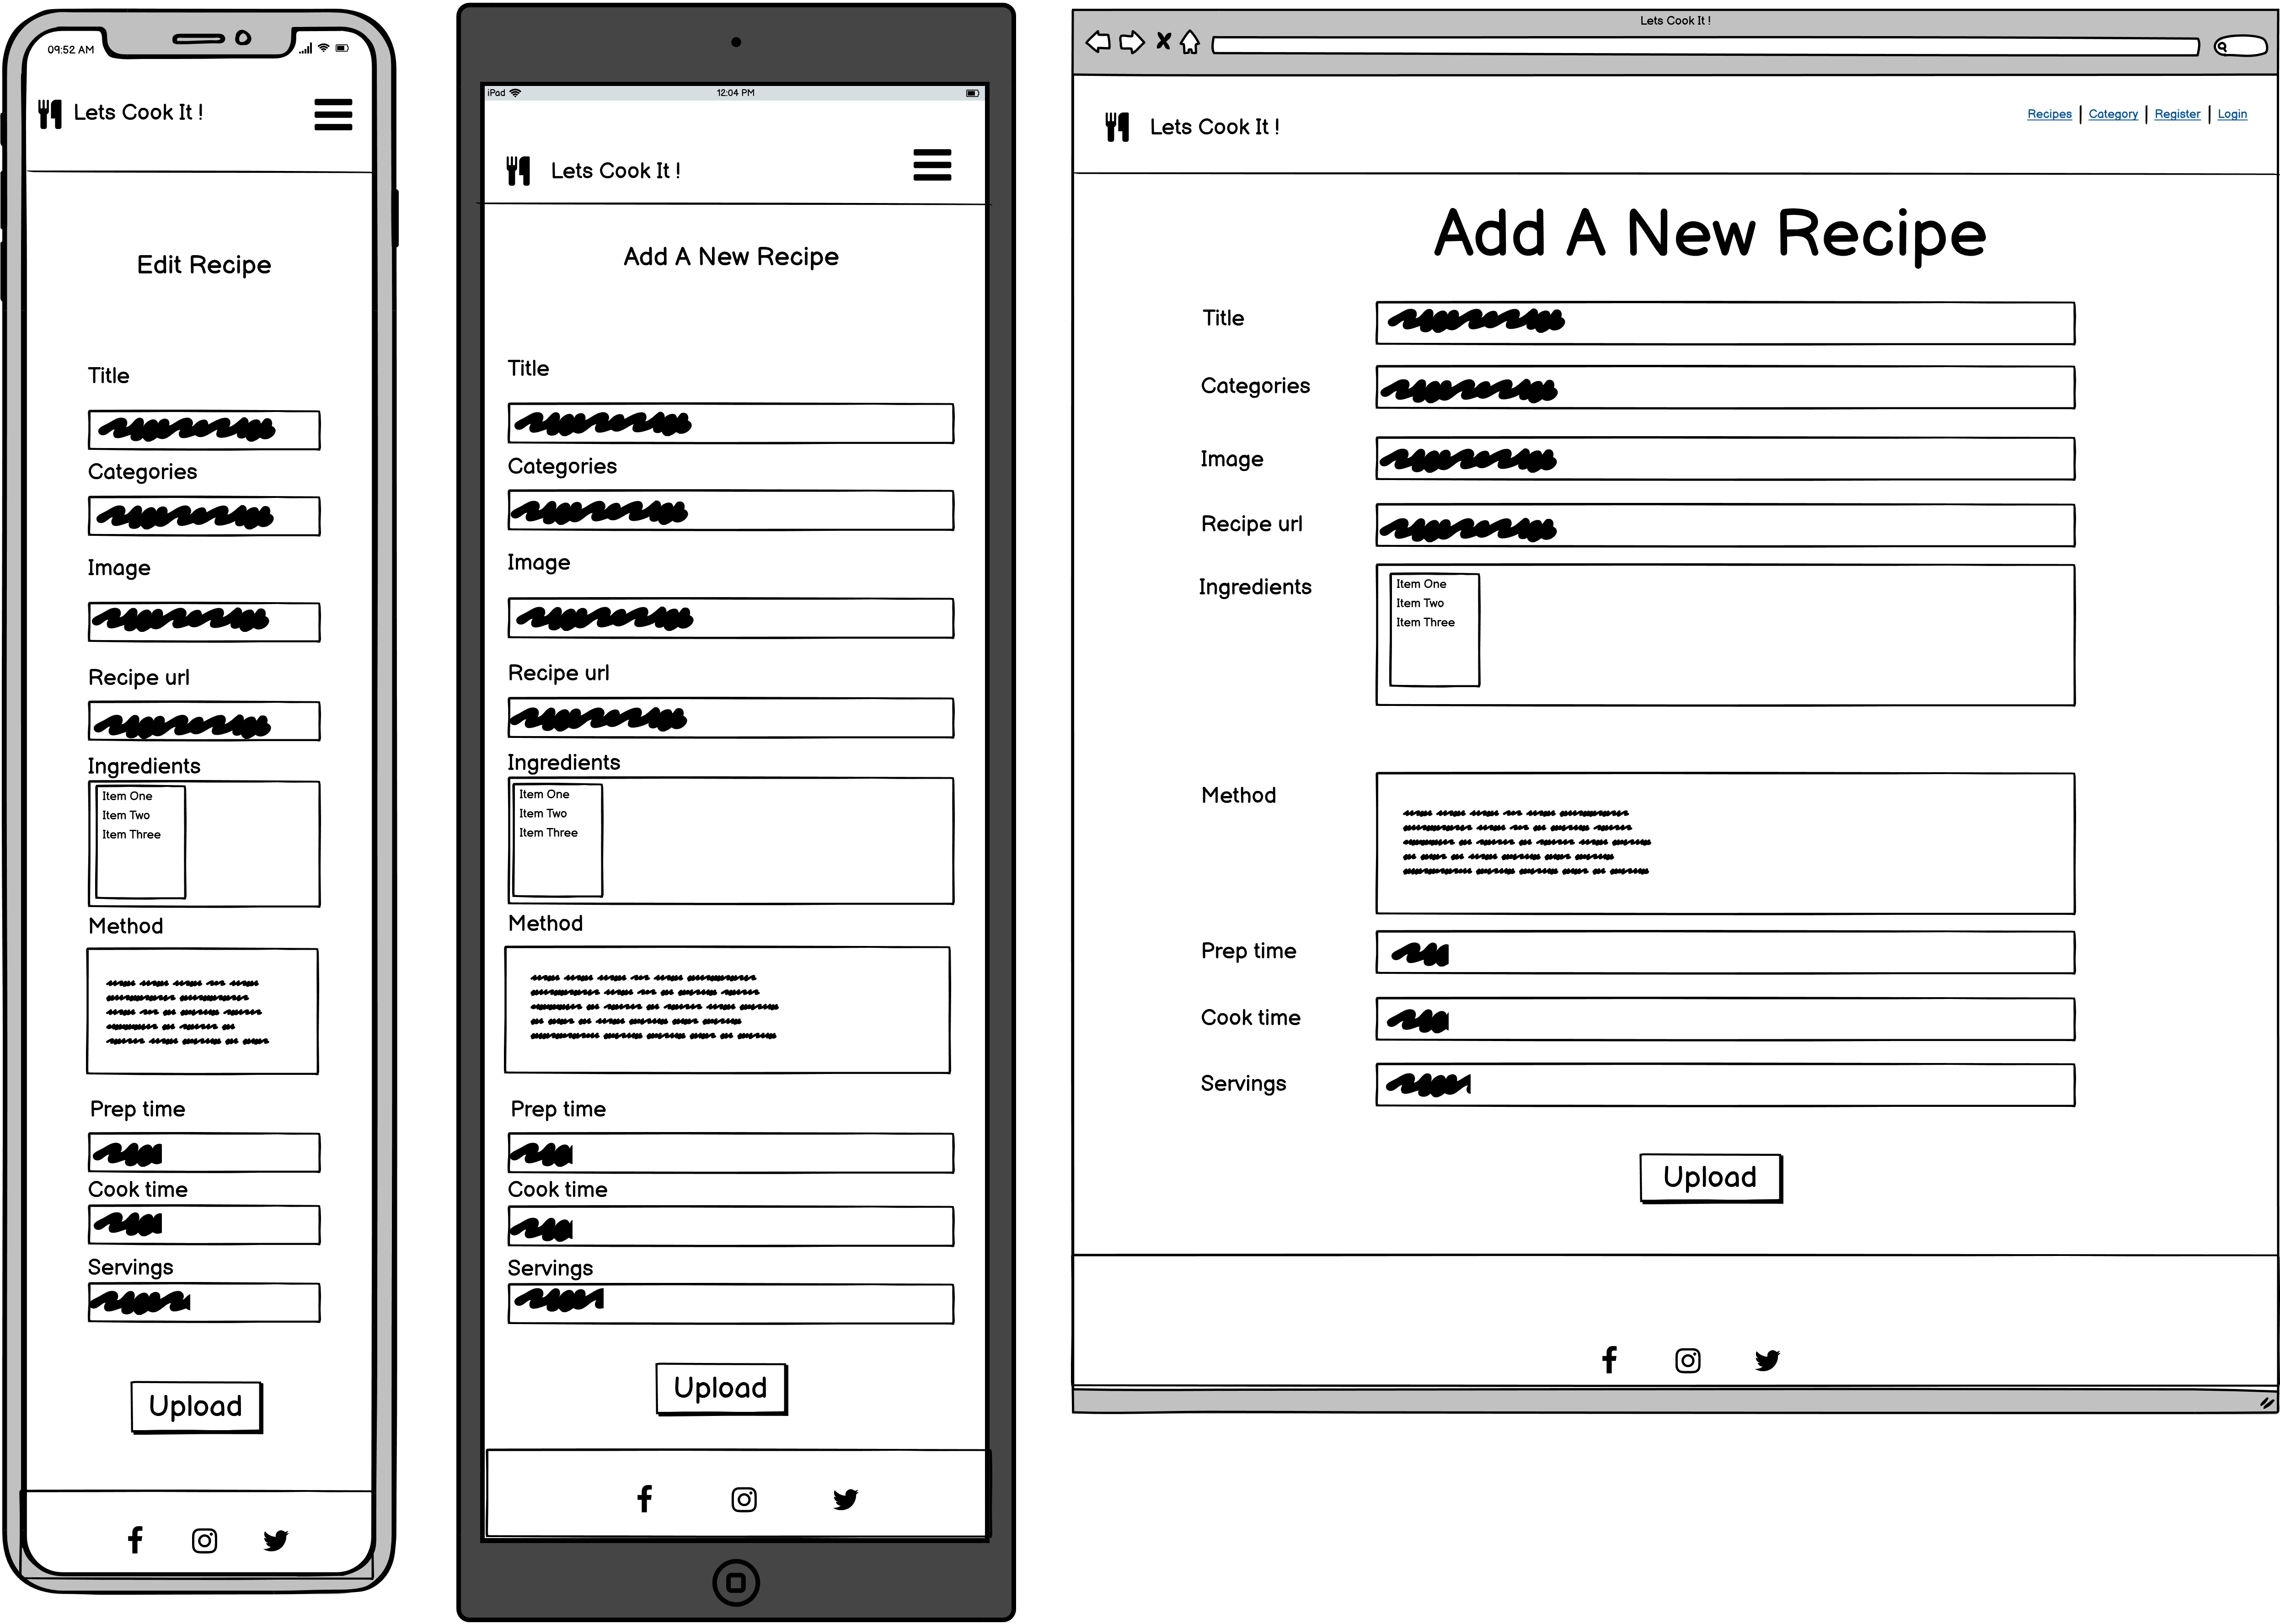 09:52 AM
Lets Cook It !
Edit Recipe
Title
Categories
Image
Recipe url
Ingredients
Item One
Item Two
Item Three
Method
Prep time
Cook time
Servings
Upload
iPad
12:04 PM
Lets Cook It !
Add A New Recipe
Title
Categories
Image
Recipe url
Ingredients
Item One
Item Two
Item Three
Method
Prep time
Cook time
Servings
Upload
Lets Cook It !
Lets Cook It !
Recipes | Category | Register | Login
Add A New Recipe
Title
Categories
Image
Recipe url
Ingredients
Item One
Item Two
Item Three
Method
Prep time
Cook time
Servings
Upload